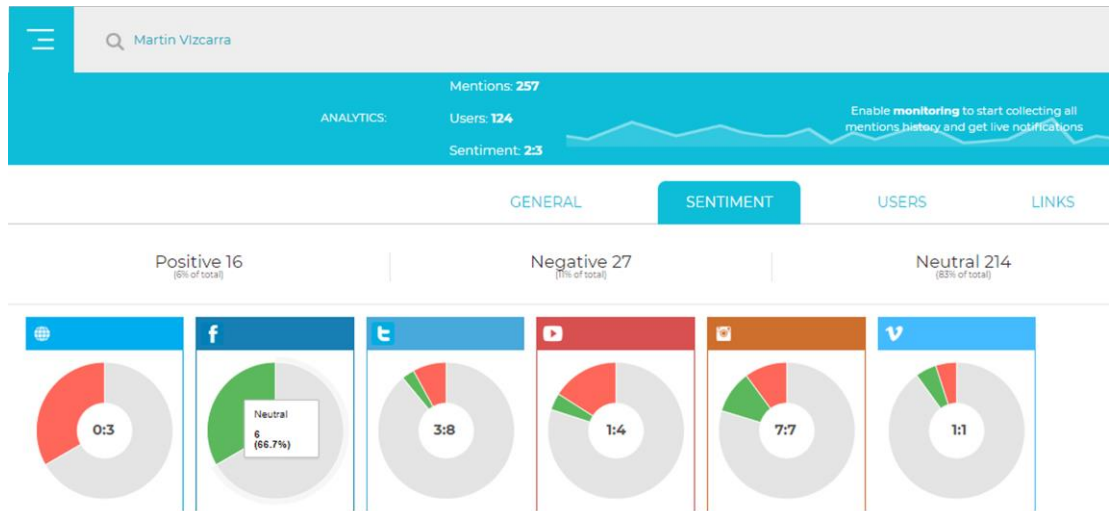 Martin VIzcarra
ANALYTICS:
Mentions: 257
Users: 124
Sentiment: 2:3
Enable monitoring to start collecting all
mentions history and get live notifications
GENERAL
SENTIMENT
USERS
LINKS
Positive 16
(6% of total)
Negative 27
(11% of total)
Neutral 214
(83% of total)
0:3
Neutral
6
(66.7%)
3:8
1:4
7:7
1:1